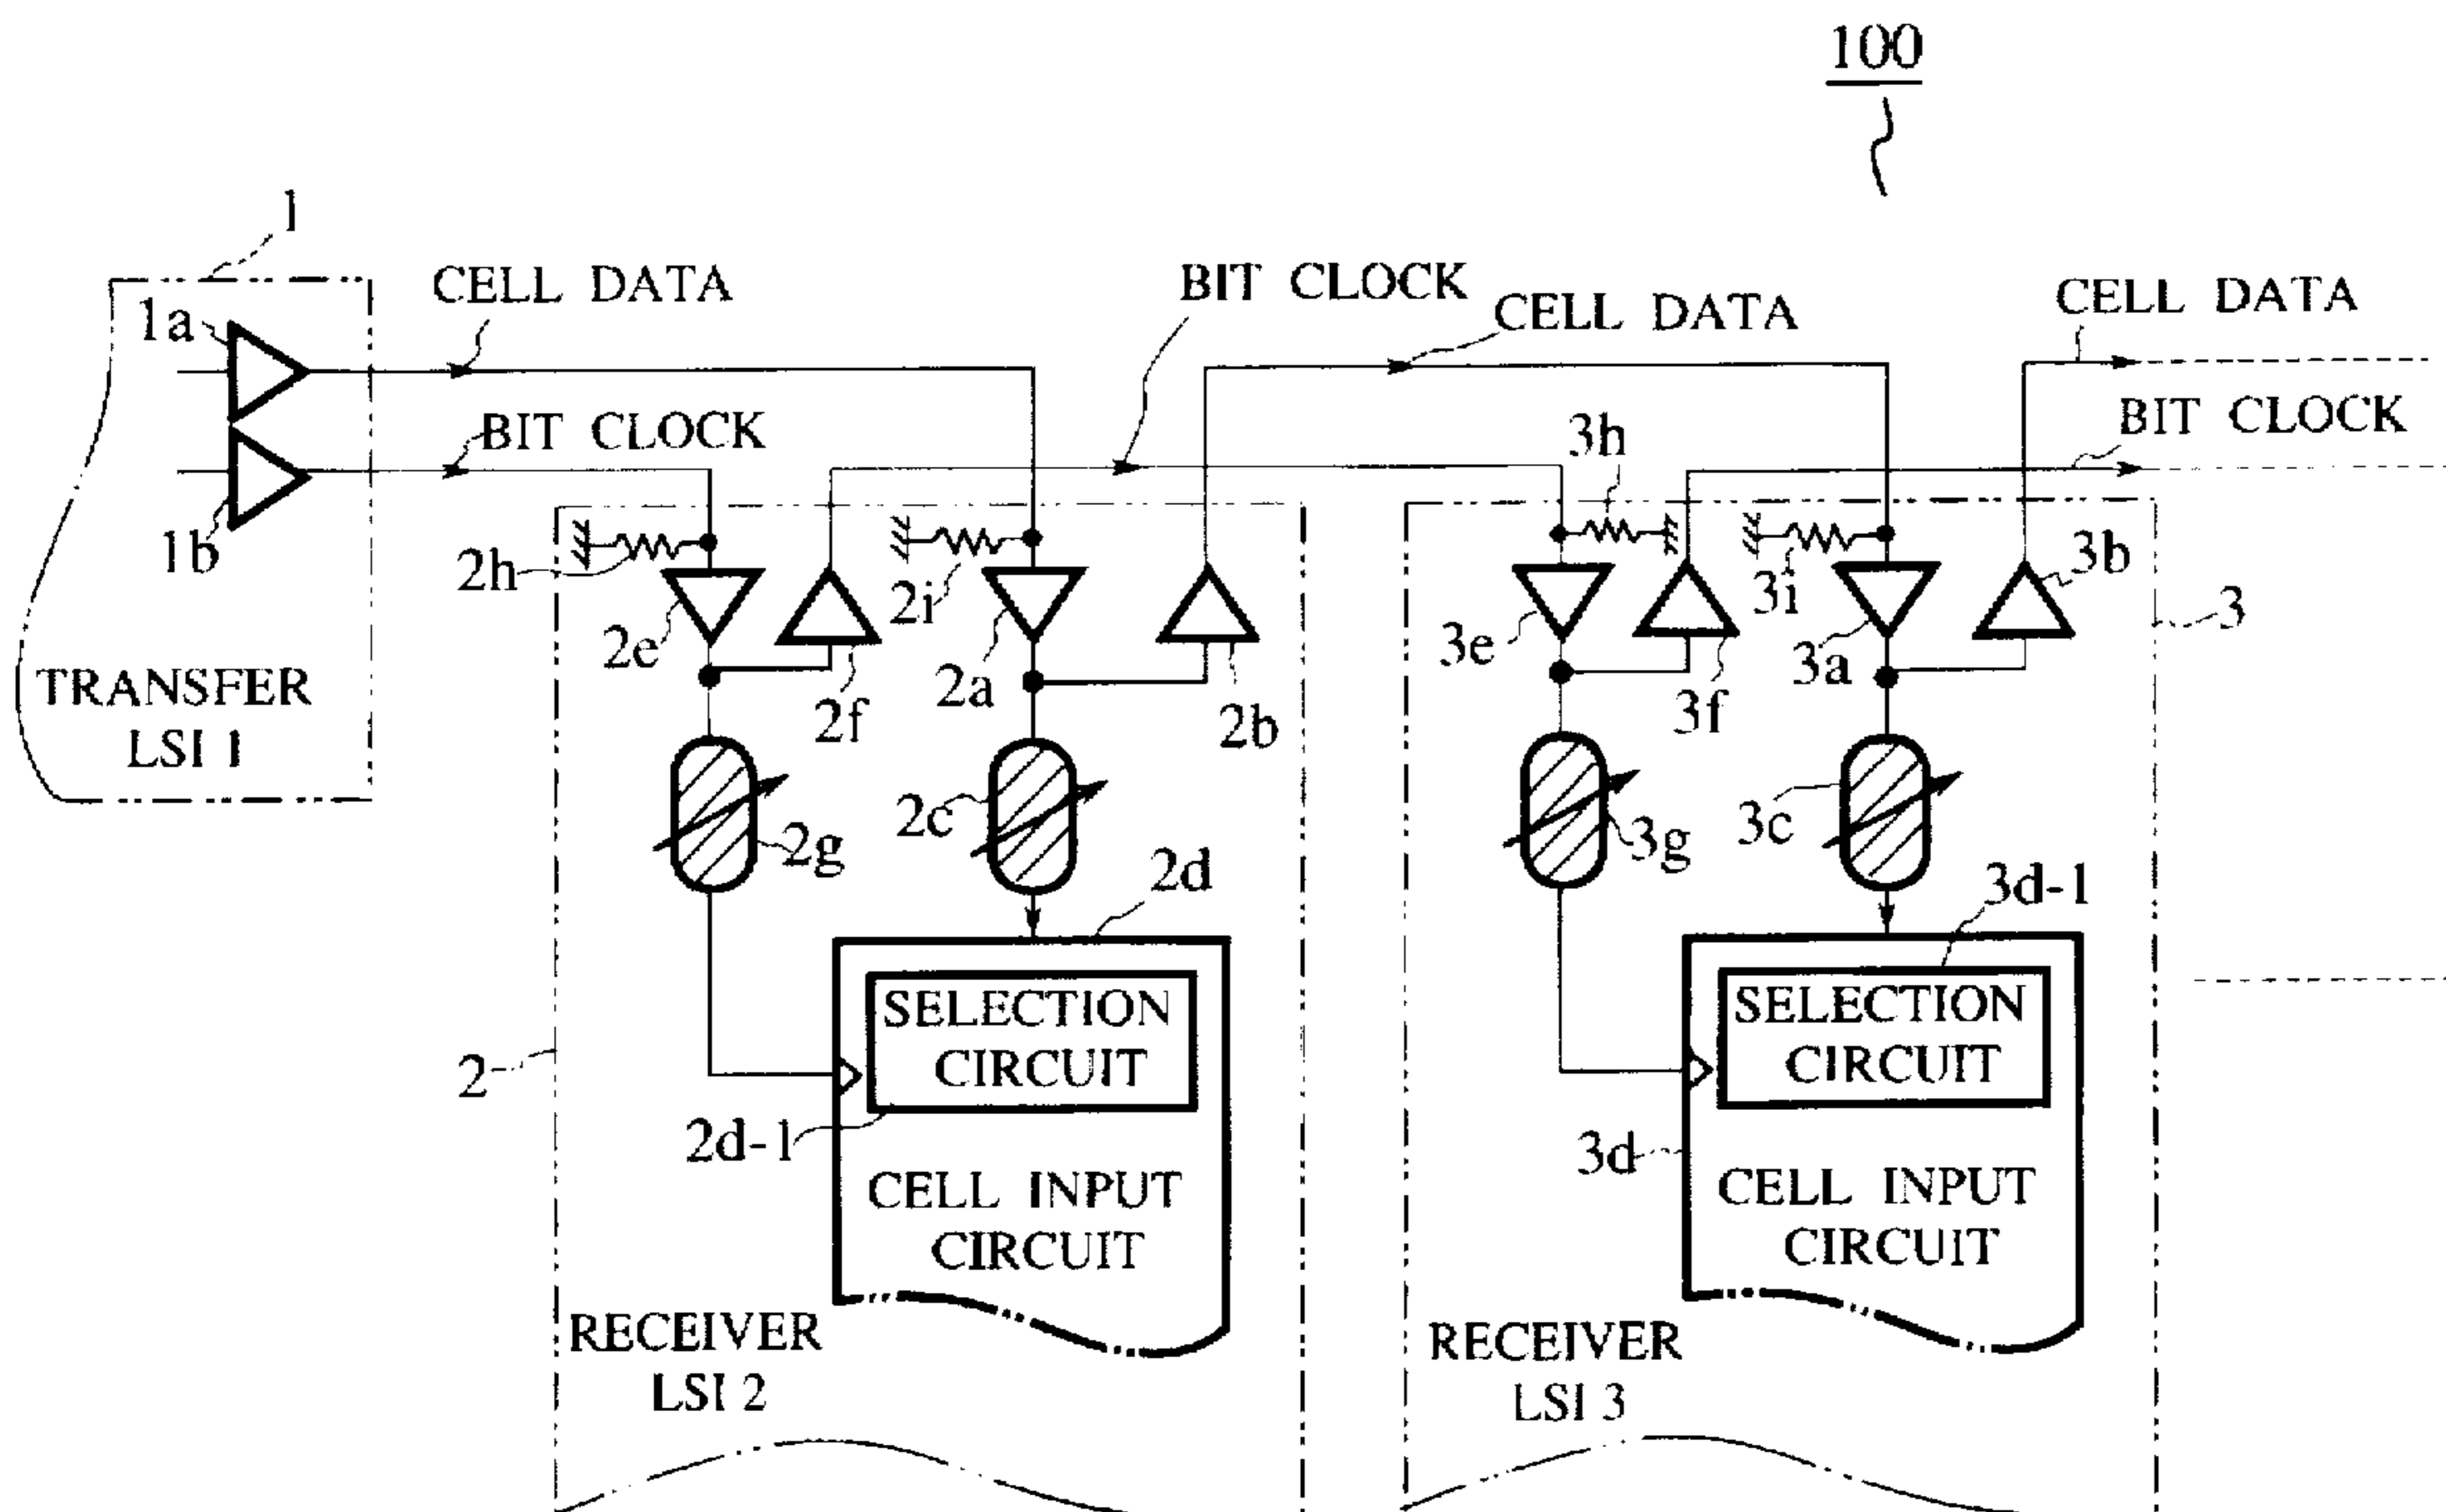 100
1
CELL DATA
BIT CLOCK
CELL DATA
CELL DATA
1a
BIT CLOCK
BIT CLOCK
3h
1b
2h
2i
3i
3b
2e
3e
3
2a
3a
2f
2b
3f
TRANSFER
LSI 1
2c
3c
2g
3g
2d
3d-1
SELECTION
CIRCUIT
SELECTION
CIRCUIT
2
2d-1
3d
CELL INPUT
CIRCUIT
CELL INPUT
CIRCUIT
RECEIVER
LSI 2
RECEIVER
LSI 3